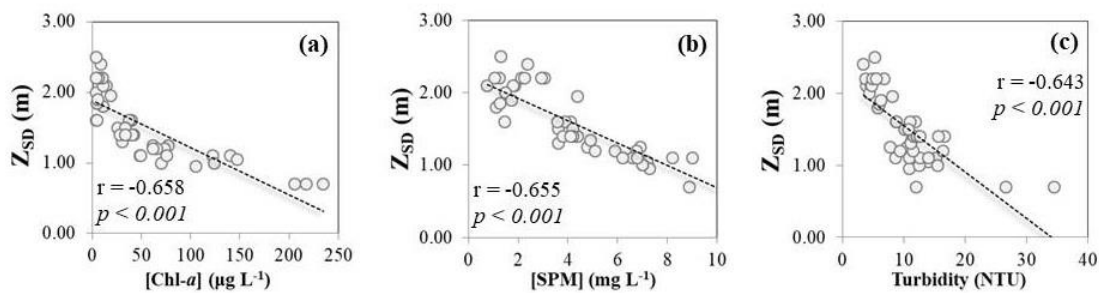 3.00
2.00
1.00
0.00
Z_SD (m)
(a)
r = -0.658
p < 0.001
0 50 100 150 200 250
[Chl-a] (µg L⁻¹)
3.00
2.00
1.00
0.00
Z_SD (m)
(b)
r = -0.655
p < 0.001
0 2 4 6 8 10
[SPM] (mg L⁻¹)
3.00
2.00
1.00
0.00
Z_SD (m)
(c)
r = -0.643
p < 0.001
0 10 20 30 40
Turbidity (NTU)